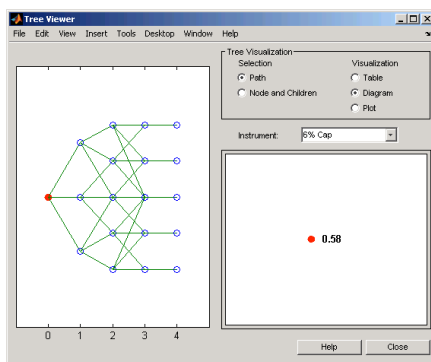 Tree Viewer
File Edit View Insert Tools Desktop Window Help
Tree Visualization
Selection Visualization
Path Table
Node and Children Diagram
Plot
Instrument: 6% Cap
0.58
0 1 2 3 4
Help Close